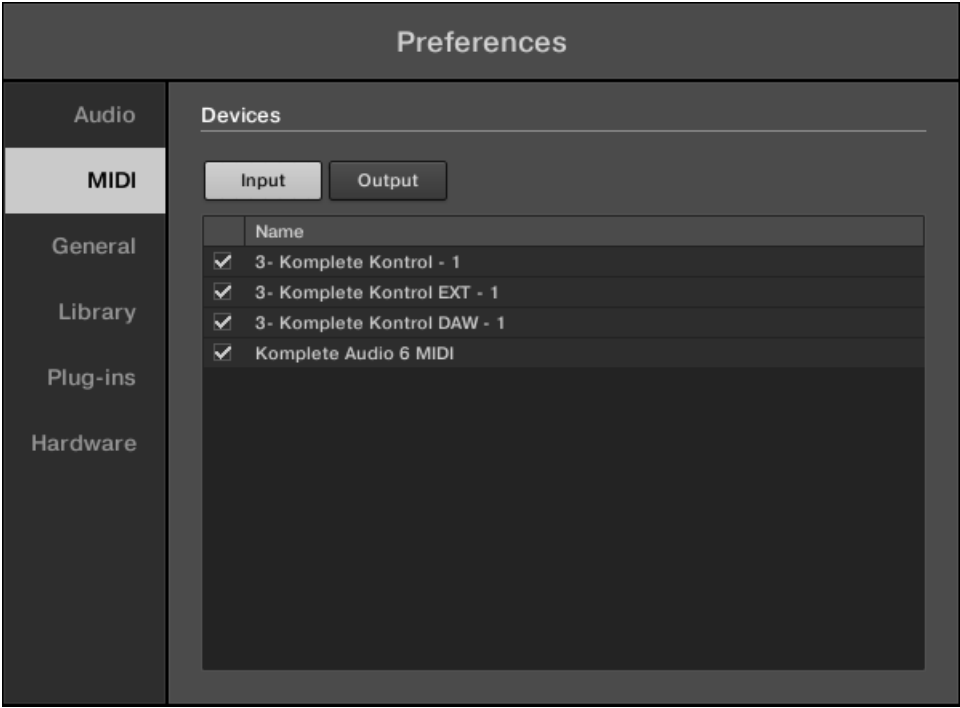 Preferences
Audio
MIDI
General
Library
Plug-ins
Hardware
Devices
Input
Output
Name
3- Komplete Kontrol - 1
3- Komplete Kontrol EXT - 1
3- Komplete Kontrol DAW - 1
Komplete Audio 6 MIDI